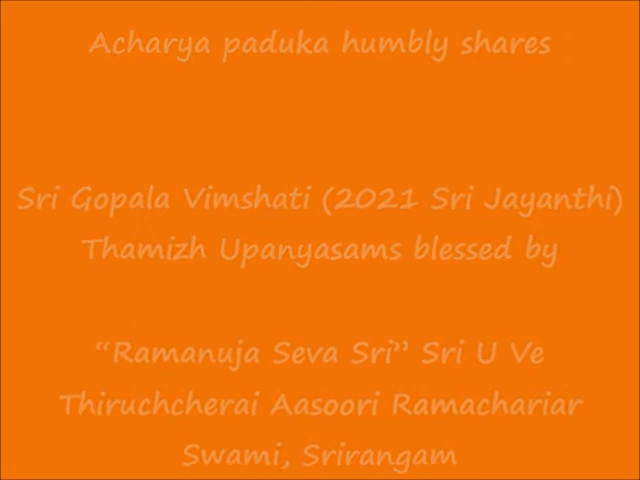 Acharya paduka humbly shares
Sri Gopala Vimshati (2021 Sri Jayanthi)
Thamizh Upanyasams blessed by
“Ramanuja Seva Sri” Sri U Ve
Thiruchcherai Aasoori Ramachariar
Swami, Srirangam